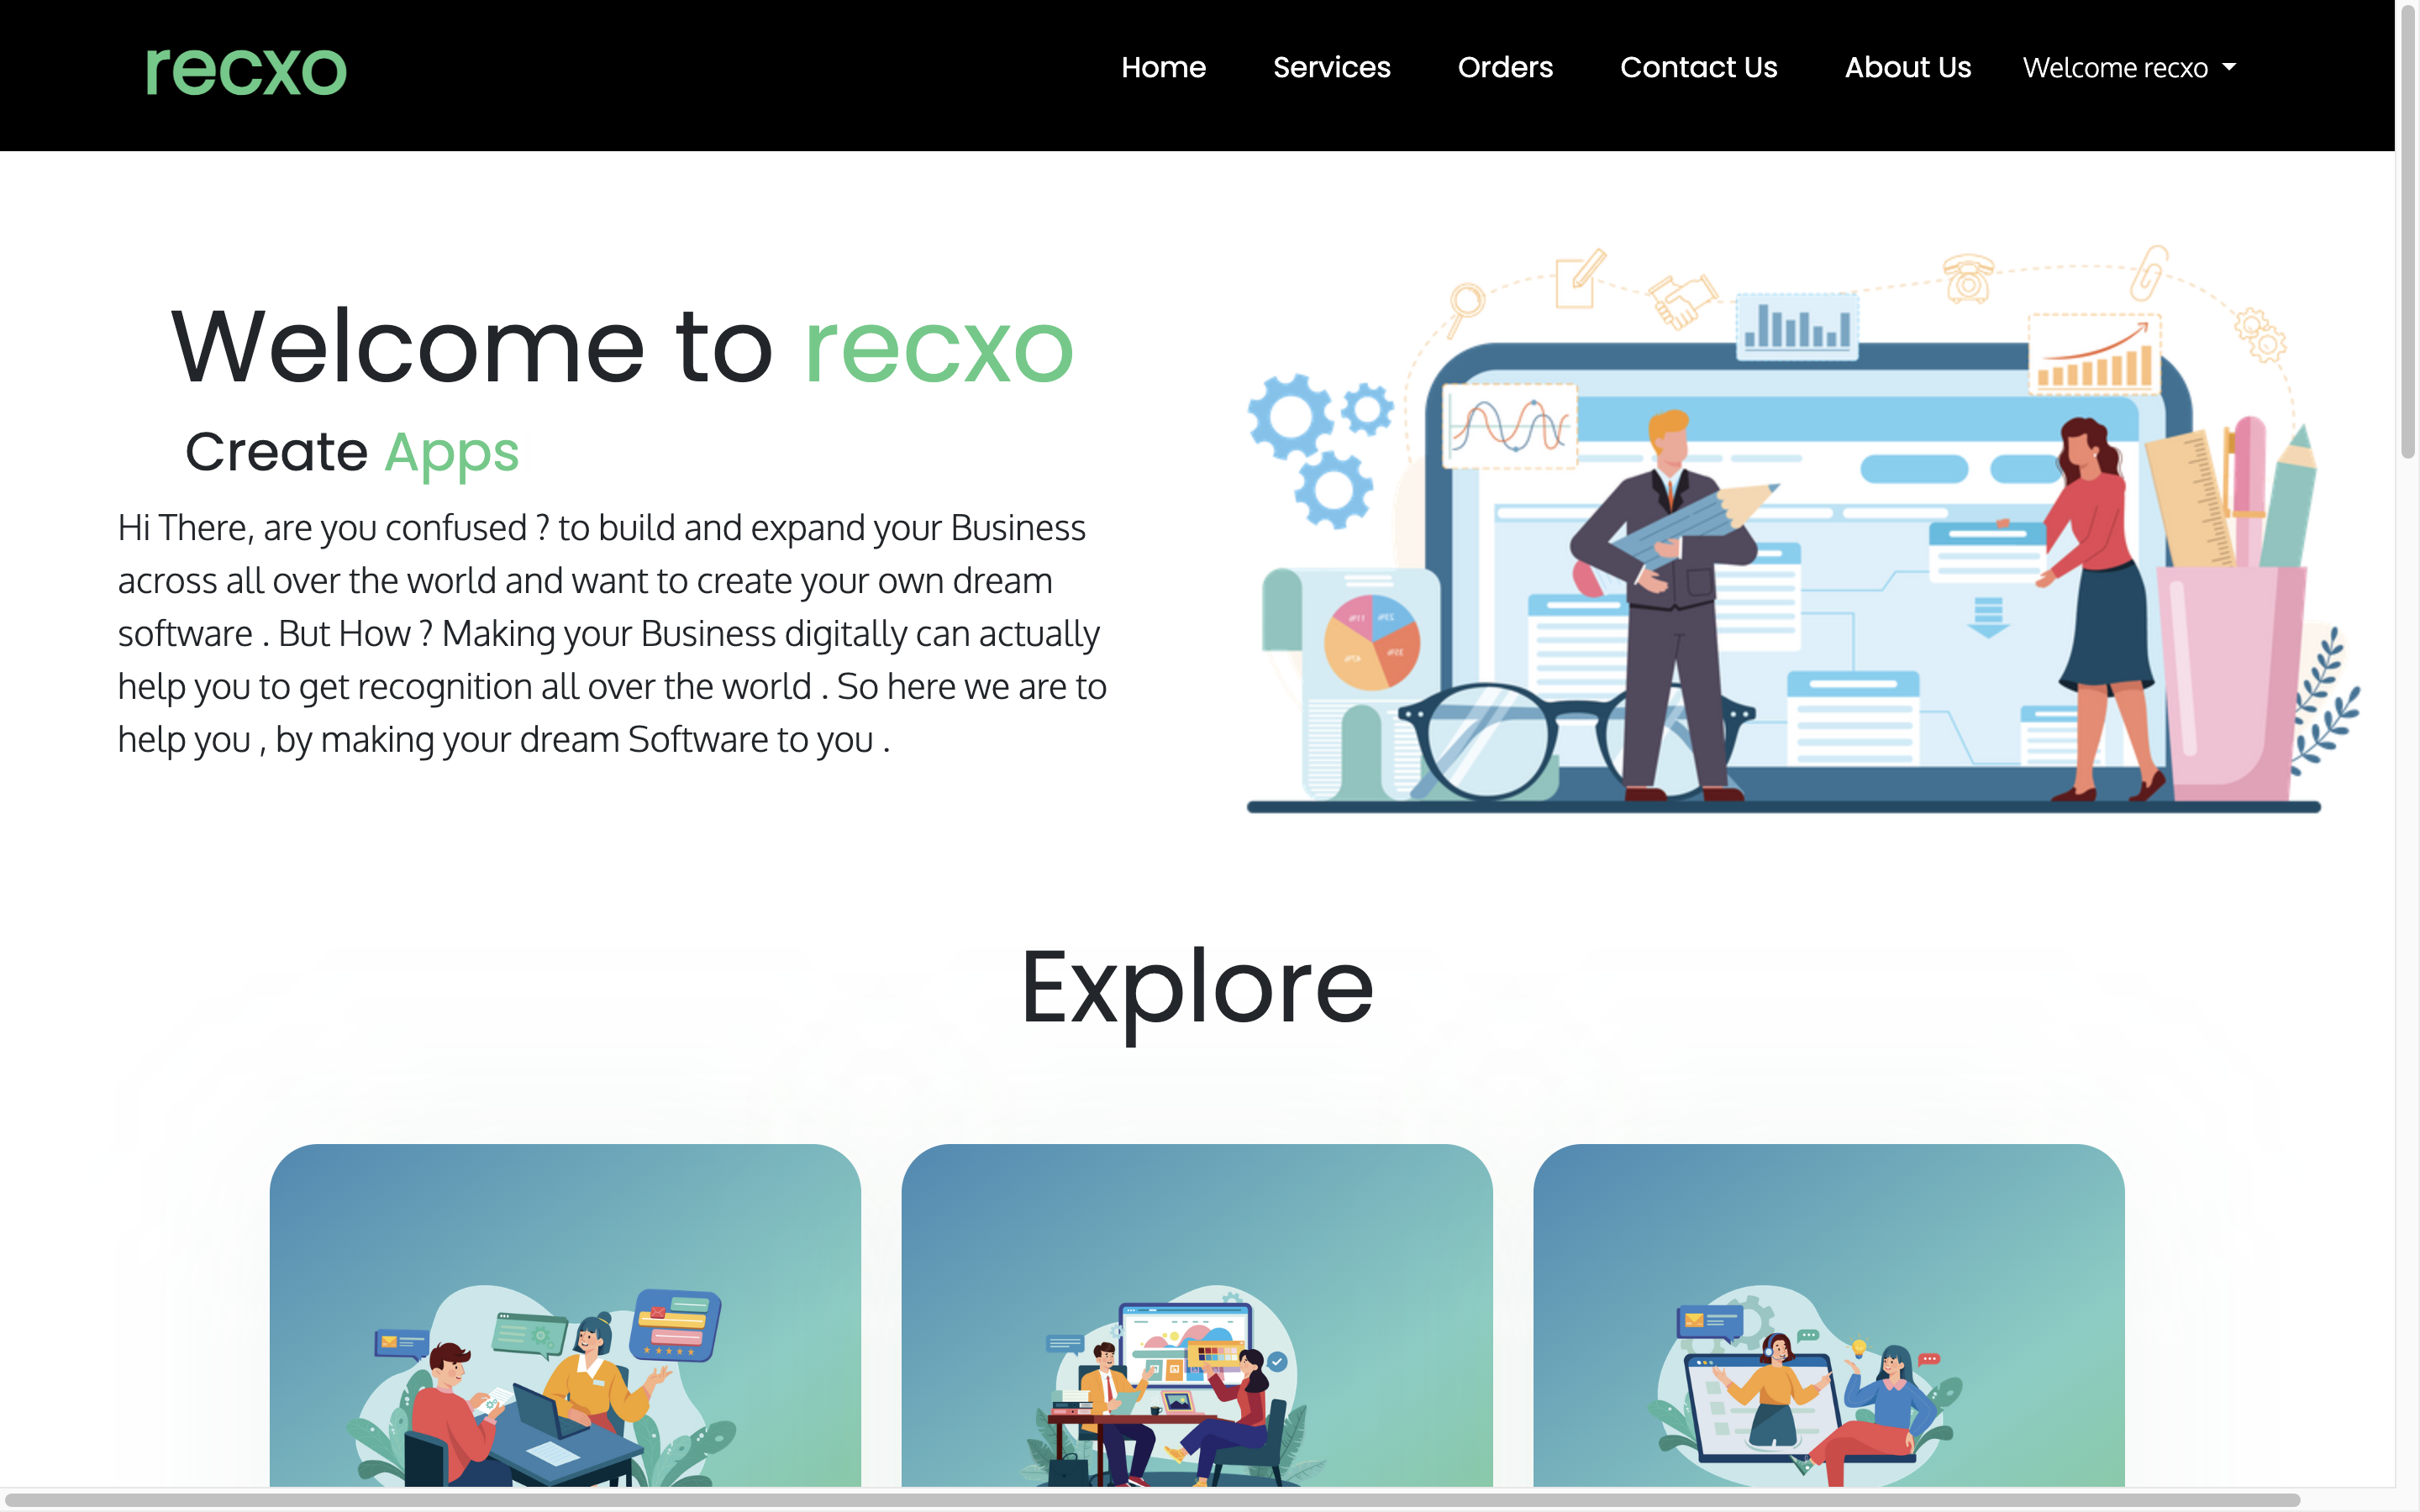 recxo
Home Services Orders Contact Us About Us Welcome recxo
Welcome to recxo
Create Apps
Hi There, are you confused ? to build and expand your Business
across all over the world and want to create your own dream
software . But How ? Making your Business digitally can actually
help you to get recognition all over the world . So here we are to
help you , by making your dream Software to you .
Explore